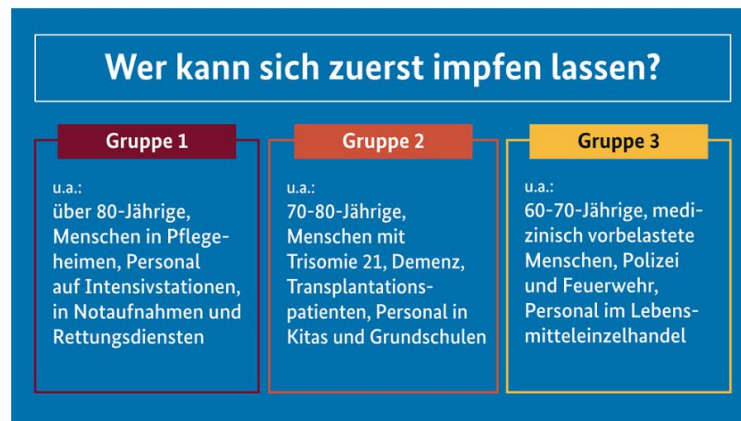 Wer kann sich zuerst impfen lassen?
Gruppe 1
u.a.:
über 80-Jährige,
Menschen in Pflege-
heimen, Personal
auf Intensivstationen,
in Notaufnahmen und
Rettungsdiensten
Gruppe 2
u.a.:
70-80-Jährige,
Menschen mit
Trisomie 21, Demenz,
Transplantations-
patienten, Personal in
Kitas und Grundschulen
Gruppe 3
u.a.:
60-70-Jährige, medi-
zinisch vorbelastete
Menschen, Polizei
und Feuerwehr,
Personal im Lebens-
mitteleinzelhandel